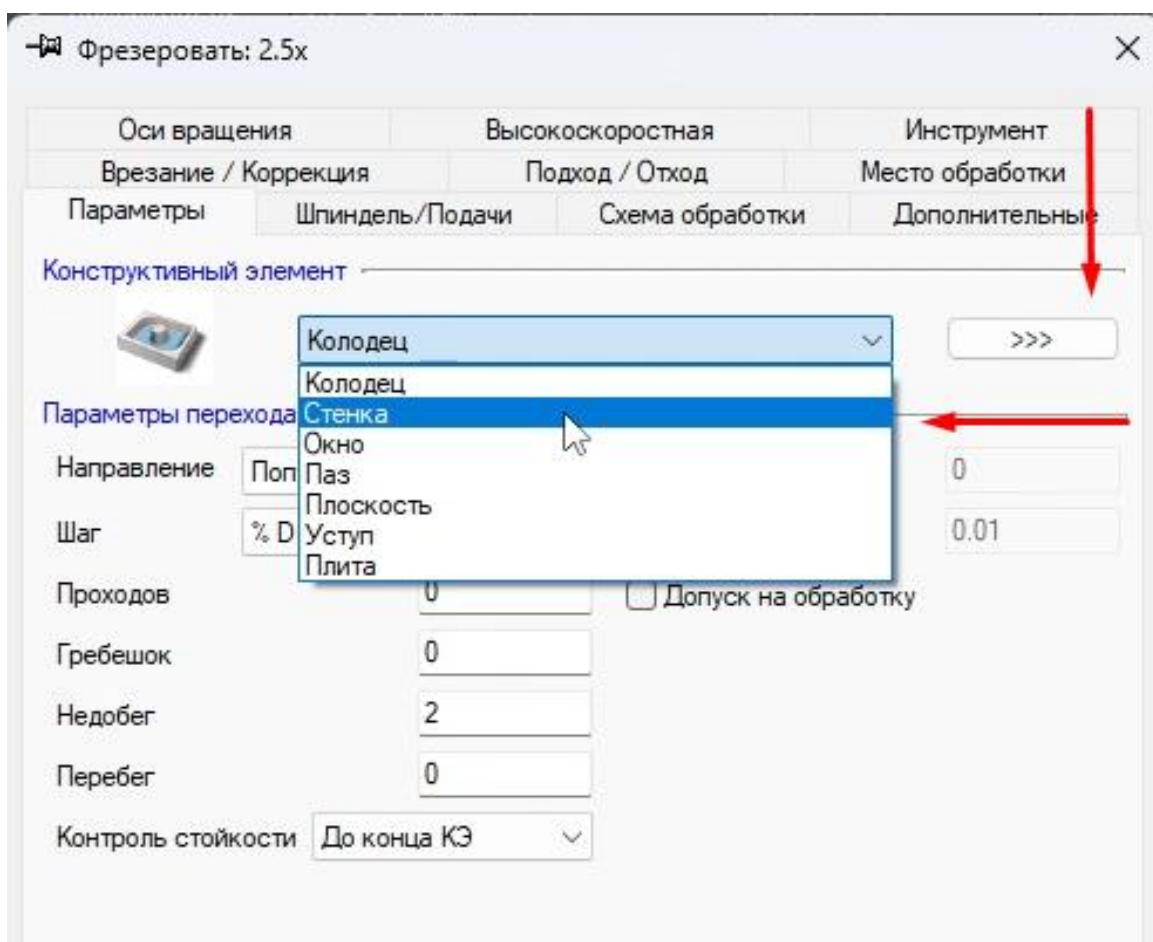 Фрезеровать: 2.5x
Оси вращения Высокоскоростная Инструмент
Врезание / Коррекция Подход / Отход Место обработки
Параметры Шпиндель/Подачи Схема обработки Дополнительные
Конструктивный элемент
Колодец >>>
Колодец
Параметры перехода Стенка
Окно
Направление Поп Паз 0
Плоскость
Шаг % D Уступ 0.01
Плита
Проходов 0 Допуск на обработку
Гребешок 0
Недобег 2
Перебег 0
Контроль стойкости До конца КЭ